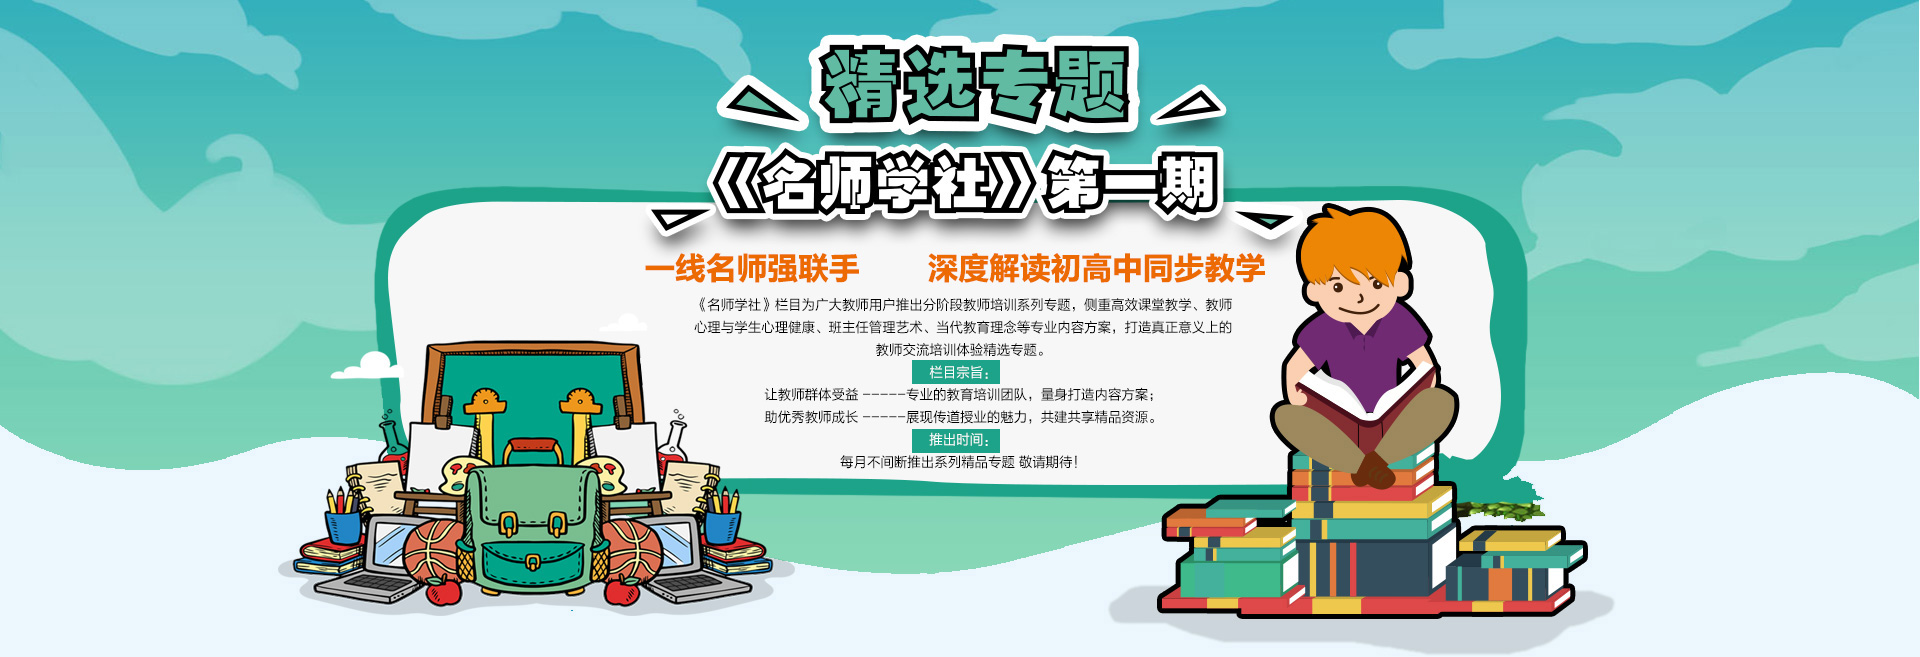 精选专题
《名师学社》第一期
一线名师强联手 深度解读初高中同步教学
《名师学社》栏目为广大教师用户推出分阶段教师培训系列专题，侧重高效课堂教学、教师
心理与学生心理健康、班主任管理艺术、当代教育理念等专业内容方案，打造真正意义上的
教师交流培训体验精选专题。
栏目宗旨：
让教师群体受益 -----专业的教育培训团队，量身打造内容方案；
助优秀教师成长 -----展现传道授业的魅力，共建共享精品资源。
推出时间：
每月不间断推出系列精品专题 敬请期待！